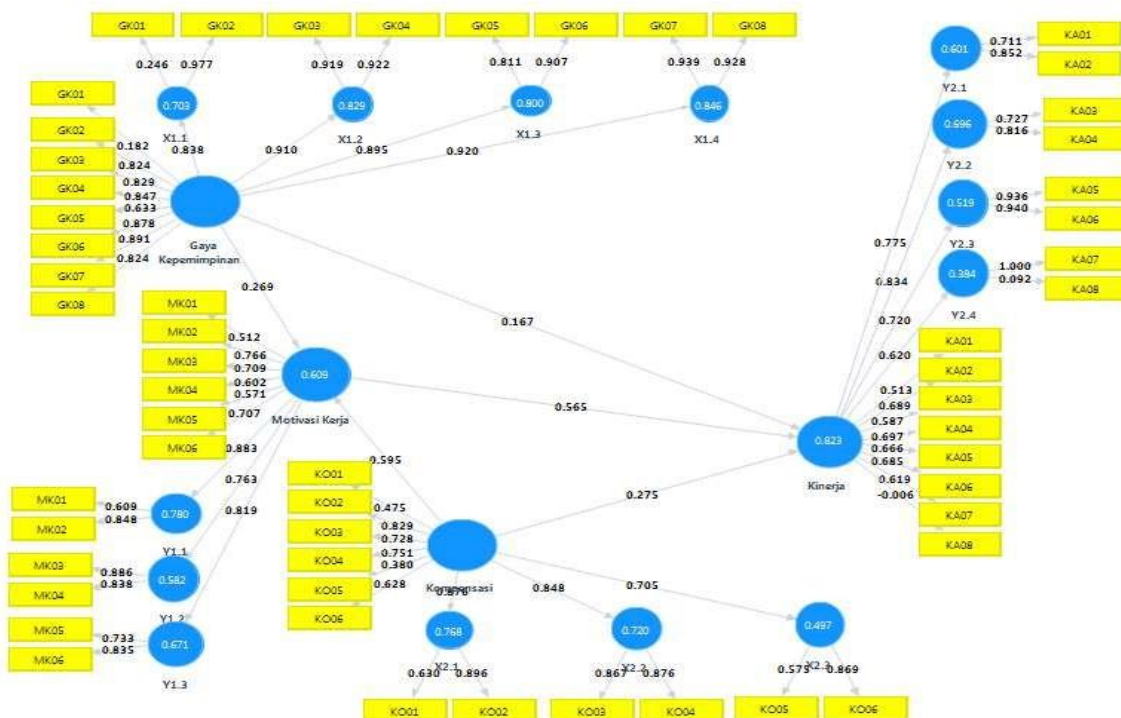 GK01
GK02
GK03
GK04
GK05
GK06
GK07
GK08
0.246
0.977
0.919
0.922
0.811
0.907
0.939
0.928
0.703
0.829
0.800
0.846
X1.1
X1.2
X1.3
X1.4
GK01
GK02
GK03
GK04
GK05
GK06
GK07
GK08
0.182
0.824
0.829
0.847
0.633
0.878
0.891
0.824
0.838
0.910
0.895
0.920
Gaya
Kepemimpinan
0.269
0.167
MK01
MK02
MK03
MK04
MK05
MK06
0.512
0.766
0.709
0.602
0.571
0.707
0.609
Motivasi Kerja
0.565
0.883
0.763
0.819
0.595
MK01
MK02
0.609
0.848
0.780
Y1.1
MK03
MK04
0.886
0.838
0.582
Y1.2
MK05
MK06
0.733
0.835
0.671
Y1.3
KO01
KO02
KO03
KO04
KO05
KO06
0.475
0.829
0.728
0.751
0.380
0.628
Kompensasi
0.275
0.876
0.848
0.705
0.768
0.720
0.497
X2.1
X2.2
X2.3
0.630
0.896
0.867
0.876
0.575
0.869
KO01
KO02
KO03
KO04
KO05
KO06
0.601
0.711
0.852
KA01
KA02
Y2.1
0.696
0.727
0.816
KA03
KA04
Y2.2
0.519
0.936
0.940
KA05
KA06
Y2.3
0.384
1.000
0.092
KA07
KA08
Y2.4
0.775
0.834
0.720
0.620
0.823
Kinerja
0.513
0.689
0.587
0.697
0.666
0.685
0.619
-0.006
KA01
KA02
KA03
KA04
KA05
KA06
KA07
KA08